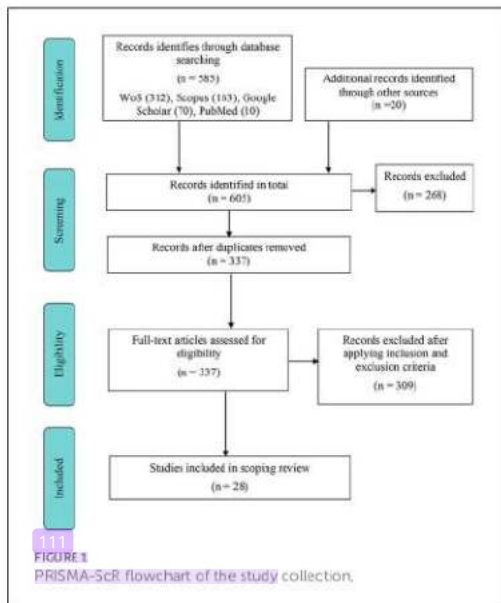 Identification
Records identifies through database
searching
(n = 585)
WoS (312), Scopus Google
Scholar (70), PubMed (10)
Additional records identified
through other sources
(n =20)
Screening
Records identified in total
(n = 605)
Records excluded
(n = 268)
Records after duplicates removed
(n = 337)
Eligibility
Full-text articles assessed for
eligibility
(n = 337)
Records excluded after
applying inclusion and
exclusion criteria
(n = 309)
Included
Studies included in scoping review
(n = 28)
111
FIGURE 1
PRISMA-ScR flowchart of the study collection.